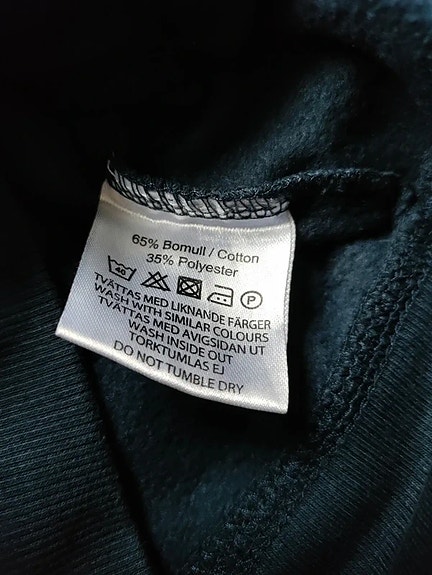 65% Bomull / Cotton
35% Polyester
40 P
TVÄTTAS MED LIKNANDE FÄRGER
WASH WITH SIMILAR COLOURS
TVÄTTAS MED AVIGSIDAN UT
WASH INSIDE OUT
TORKTUMLAS EJ
DO NOT TUMBLE DRY